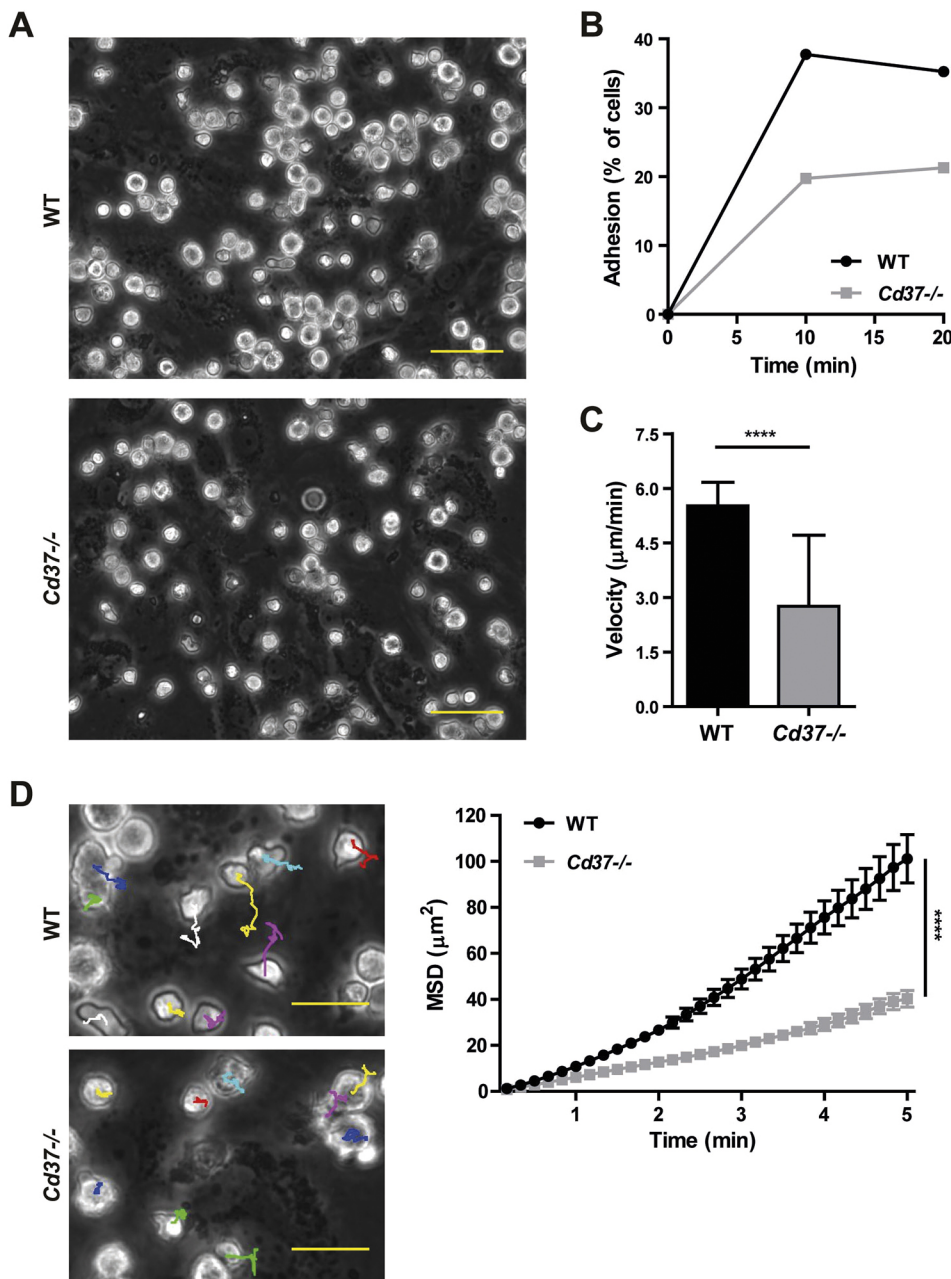 A
WT
Cd37-/-
B
Adhesion (% of cells)
40
30
20
10
0
0 5 10 15 20
Time (min)
WT
Cd37-/-
C
****
Velocity (μm/min)
7.5
6.0
4.5
3.0
1.5
0.0
WT Cd37-/-
D
WT
Cd37-/-
WT
Cd37-/-
MSD (μm²)
120
100
80
60
40
20
0
1 2 3 4 5
Time (min)
****